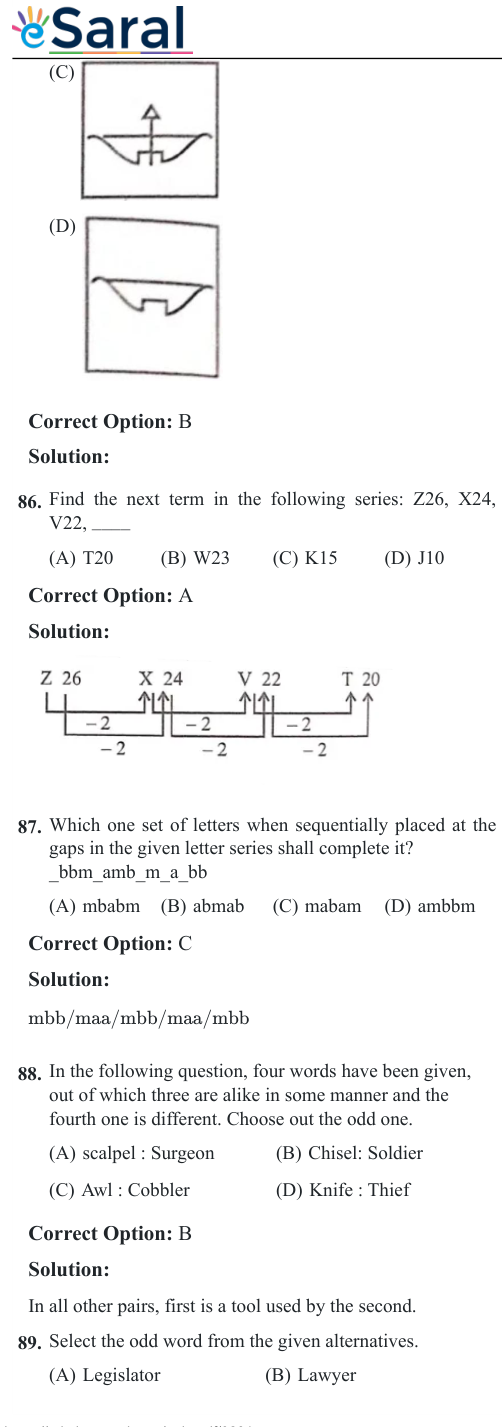 eSaral
(C)
(D)
Correct Option: B
Solution:
86. Find the next term in the following series: Z26, X24,
V22, ____
(A) T20 (B) W23 (C) K15 (D) J10
Correct Option: A
Solution:
Z 26 X 24 V 22 T 20
–2 –2 –2
–2 –2 –2
87. Which one set of letters when sequentially placed at the
gaps in the given letter series shall complete it?
_bbm_amb_m_a_bb
(A) mbabm (B) abmab (C) mabam (D) ambbm
Correct Option: C
Solution:
mbb/maa/mbb/maa/mbb
88. In the following question, four words have been given,
out of which three are alike in some manner and the
fourth one is different. Choose out the odd one.
(A) scalpel : Surgeon (B) Chisel: Soldier
(C) Awl : Cobbler (D) Knife : Thief
Correct Option: B
Solution:
In all other pairs, first is a tool used by the second.
89. Select the odd word from the given alternatives.
(A) Legislator (B) Lawyer